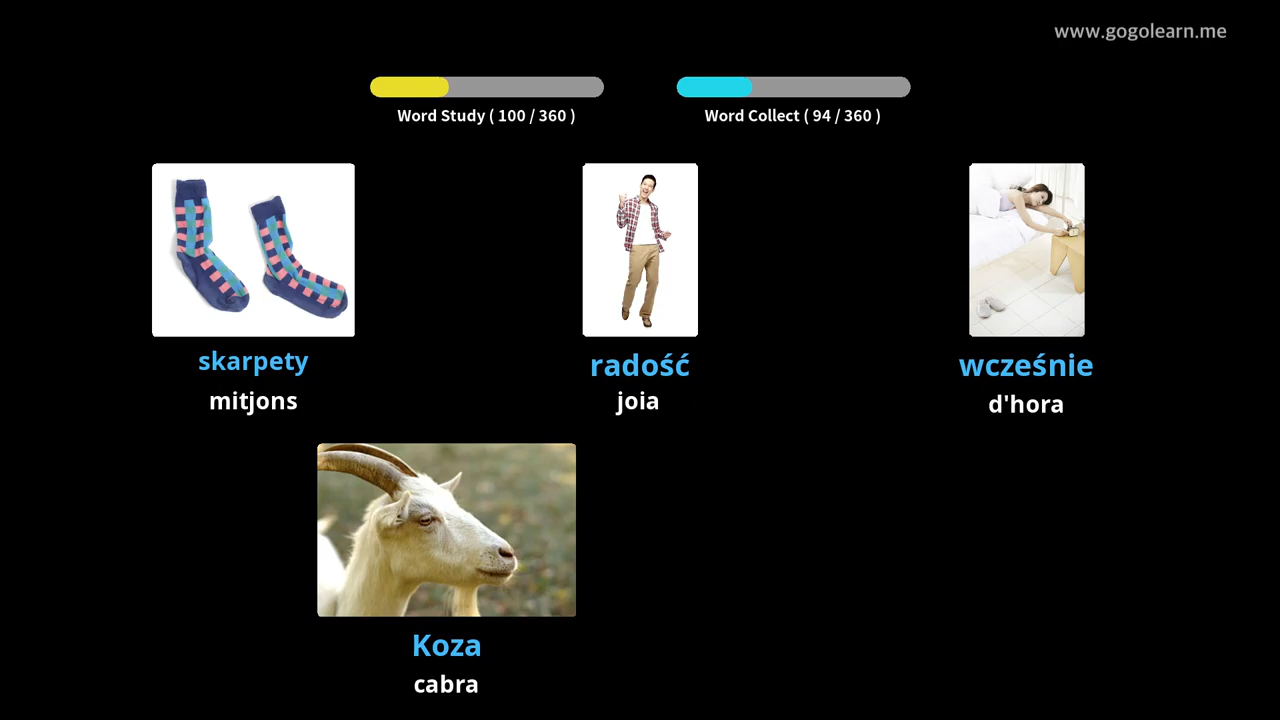 www.gogolearn.me
Word Study ( 100 / 360 )
Word Collect ( 94 / 360 )
skarpety
mitjons
radość
joia
wcześnie
d'hora
Koza
cabra